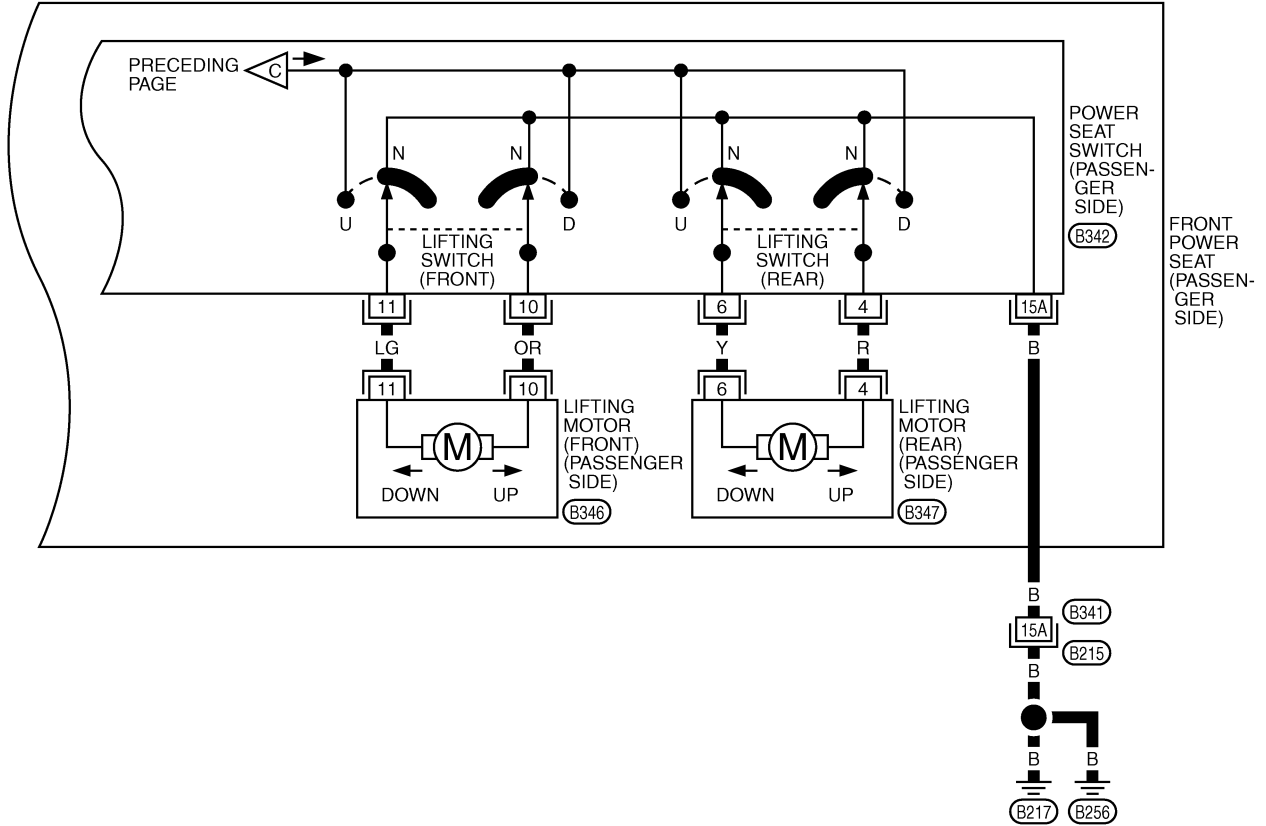 PRECEDING
PAGE
C
POWER
SEAT
SWITCH
(PASSEN-
GER
SIDE)
B342
FRONT
POWER
SEAT
(PASSEN-
GER
SIDE)
N N N N
U D U D
LIFTING
SWITCH
(FRONT)
LIFTING
SWITCH
(REAR)
11 10 6 4 15A
LG OR Y R B
11 10 6 4
LIFTING
MOTOR
(FRONT)
(PASSENGER
SIDE)
B346
LIFTING
MOTOR
(REAR)
(PASSENGER
SIDE)
B347
M M
DOWN UP DOWN UP
B
B341
15A
B215
B
B B
B217 B256